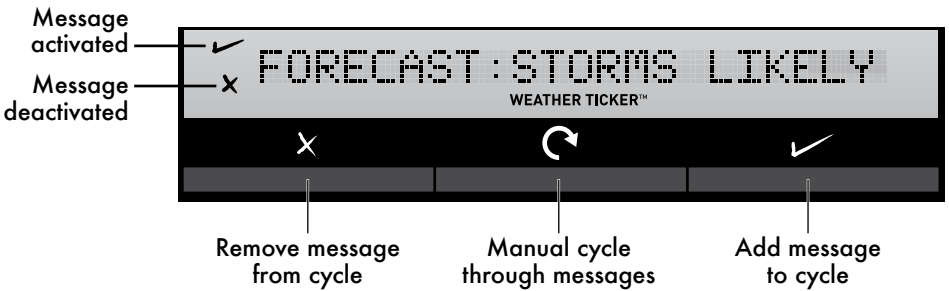 Message
activated
Message
deactivated
FORECAST:STORMS LIKELY
WEATHER TICKER™
Remove message
from cycle
Manual cycle
through messages
Add message
to cycle